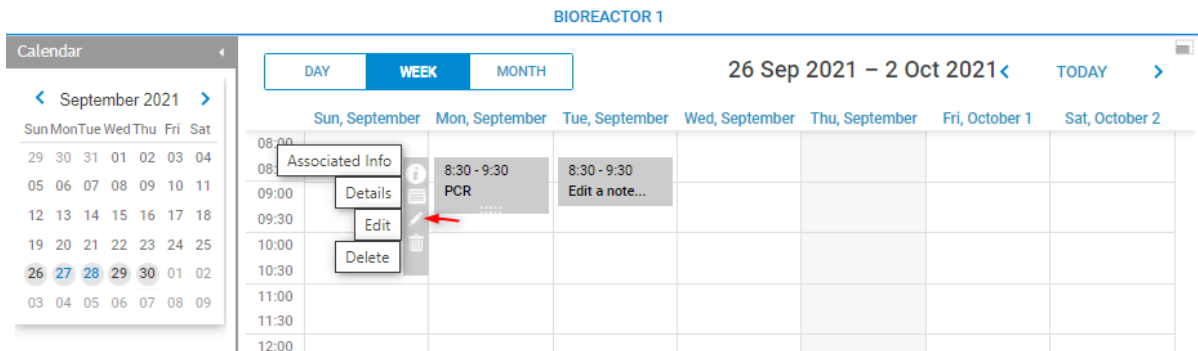 BIOREACTOR 1
Calendar
DAY WEEK MONTH
26 Sep 2021 – 2 Oct 2021
TODAY
September 2021
Sun Mon Tue Wed Thu Fri Sat
29 30 31 01 02 03 04
05 06 07 08 09 10 11
12 13 14 15 16 17 18
19 20 21 22 23 24 25
26 27 28 29 30 01 02
03 04 05 06 07 08 09
Sun, September Mon, September Tue, September Wed, September Thu, September Fri, October 1 Sat, October 2
08:00
Associated Info
8:30 - 9:30 8:30 - 9:30
09:00 Details PCR Edit a note...
09:30
Edit
10:00
Delete
10:30
11:00
11:30
12:00